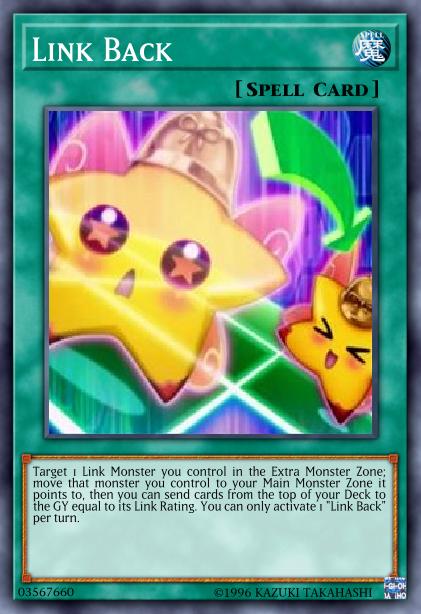 LINK BACK
SPELL
魔
[SPELL CARD]
Target 1 Link Monster you control in the Extra Monster Zone;
move that monster you control to your Main Monster Zone it
points to, then you can send cards from the top of your Deck to
the GY equal to its Link Rating. You can only activate 1 "Link Back"
per turn.
03567660
©1996 KAZUKI TAKAHASHI